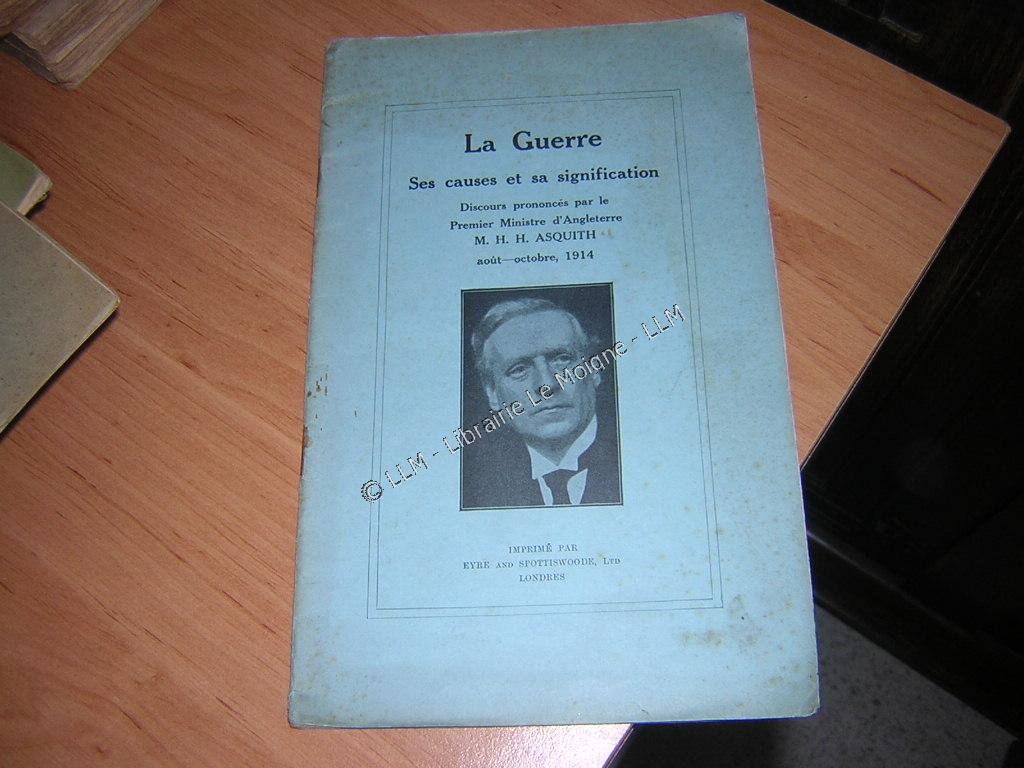 La Guerre
Ses causes et sa signification
Discours prononcés par le
Premier Ministre d'Angleterre
M. H. H. ASQUITH
août—octobre, 1914
© LLM - Librairie Le Moigne - LLM
IMPRIMÉ PAR
EYRE AND SPOTTISWOODE, LTD
LONDRES